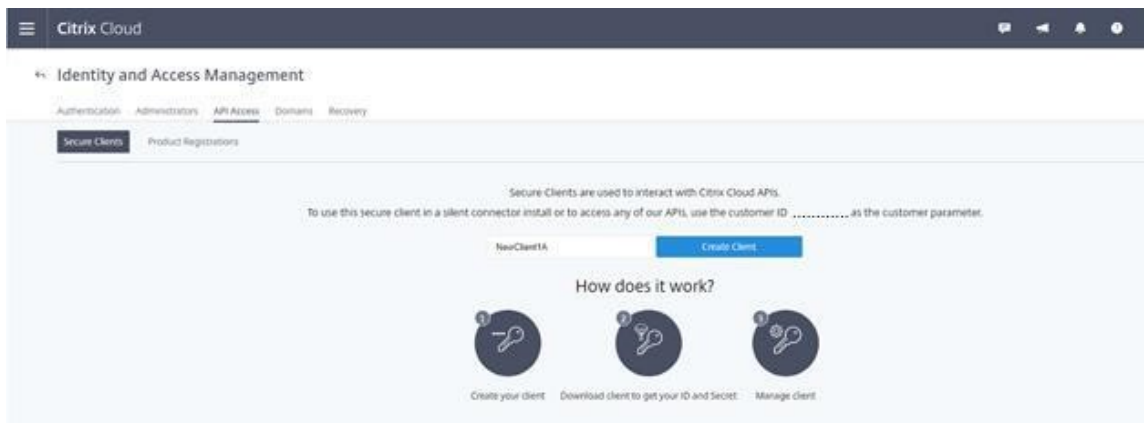 Citrix Cloud
Identity and Access Management
Authentication Administrators API Access Domains Recovery
Secure Clients Product Registrations
Secure Clients are used to interact with Citrix Cloud APIs.
To use this secure client in a silent connector install or to access any of our APIs, use the customer ID ............ as the customer parameter.
NewClient1A Create Client
How does it work?
1 2 3
Create your client Download client to get your ID and Secret Manage client